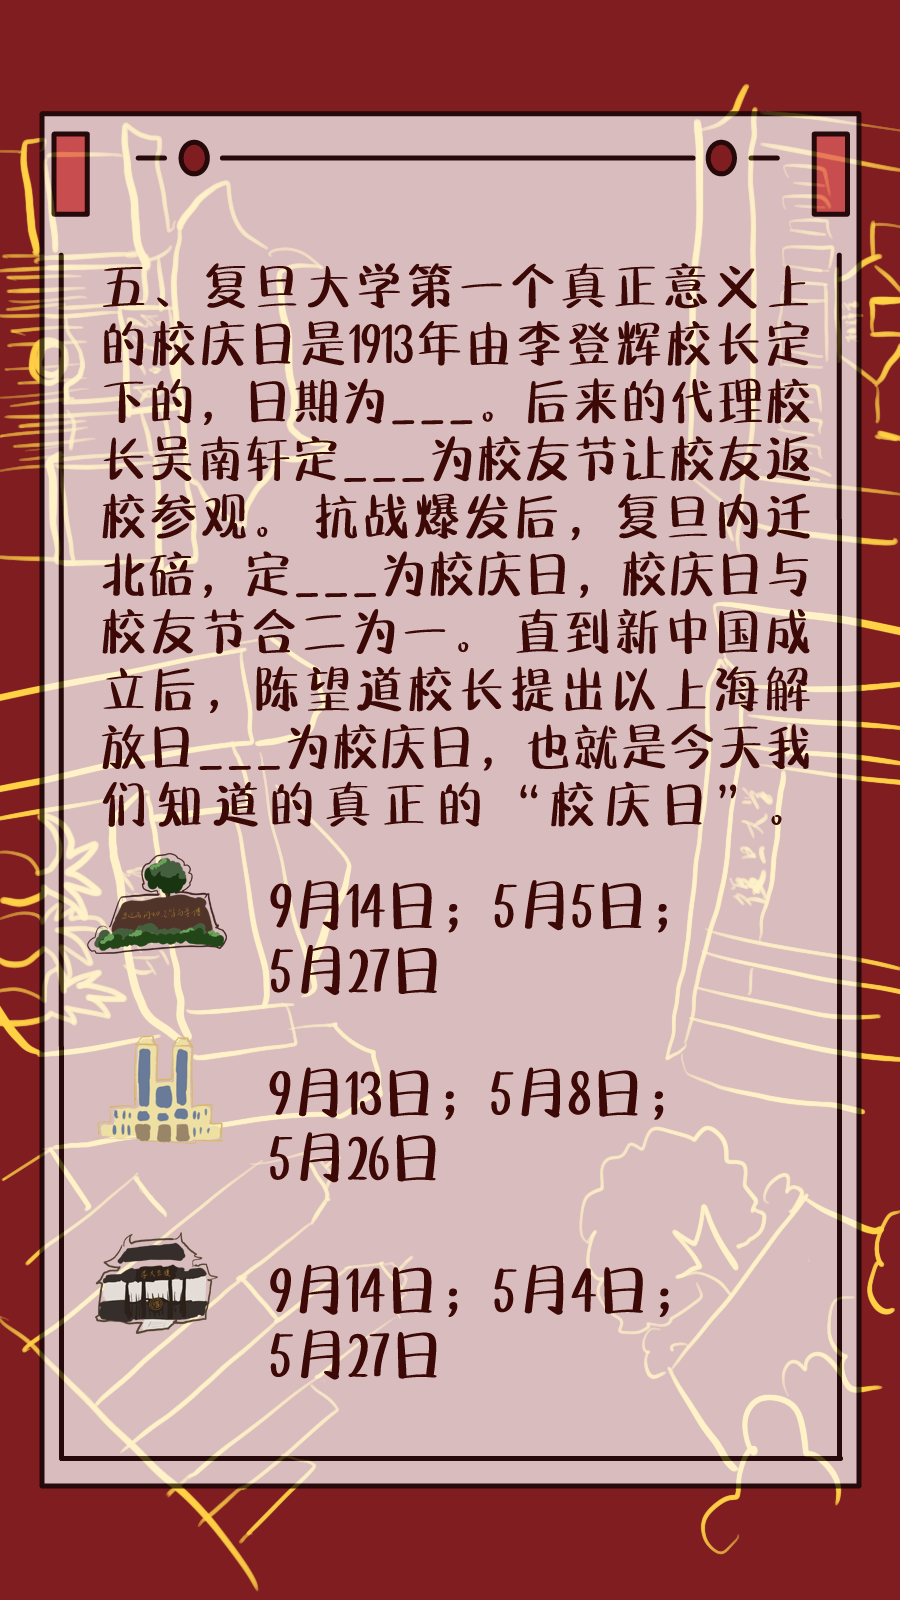 五、复旦大学第一个真正意义上
的校庆日是1913年由李登辉校长定
下的，日期为___。后来的代理校
长吴南轩定___为校友节让校友返
校参观。 抗战爆发后，复旦内迁
北碚，定___为校庆日，校庆日与
校友节合二为一。 直到新中国成
立后，陈望道校长提出以上海解
放日___为校庆日，也就是今天我
们知道的真正的“校庆日”。
復旦大学
9月14日；5月5日；
5月27日
9月13日；5月8日；
5月26日
9月14日；5月4日；
5月27日